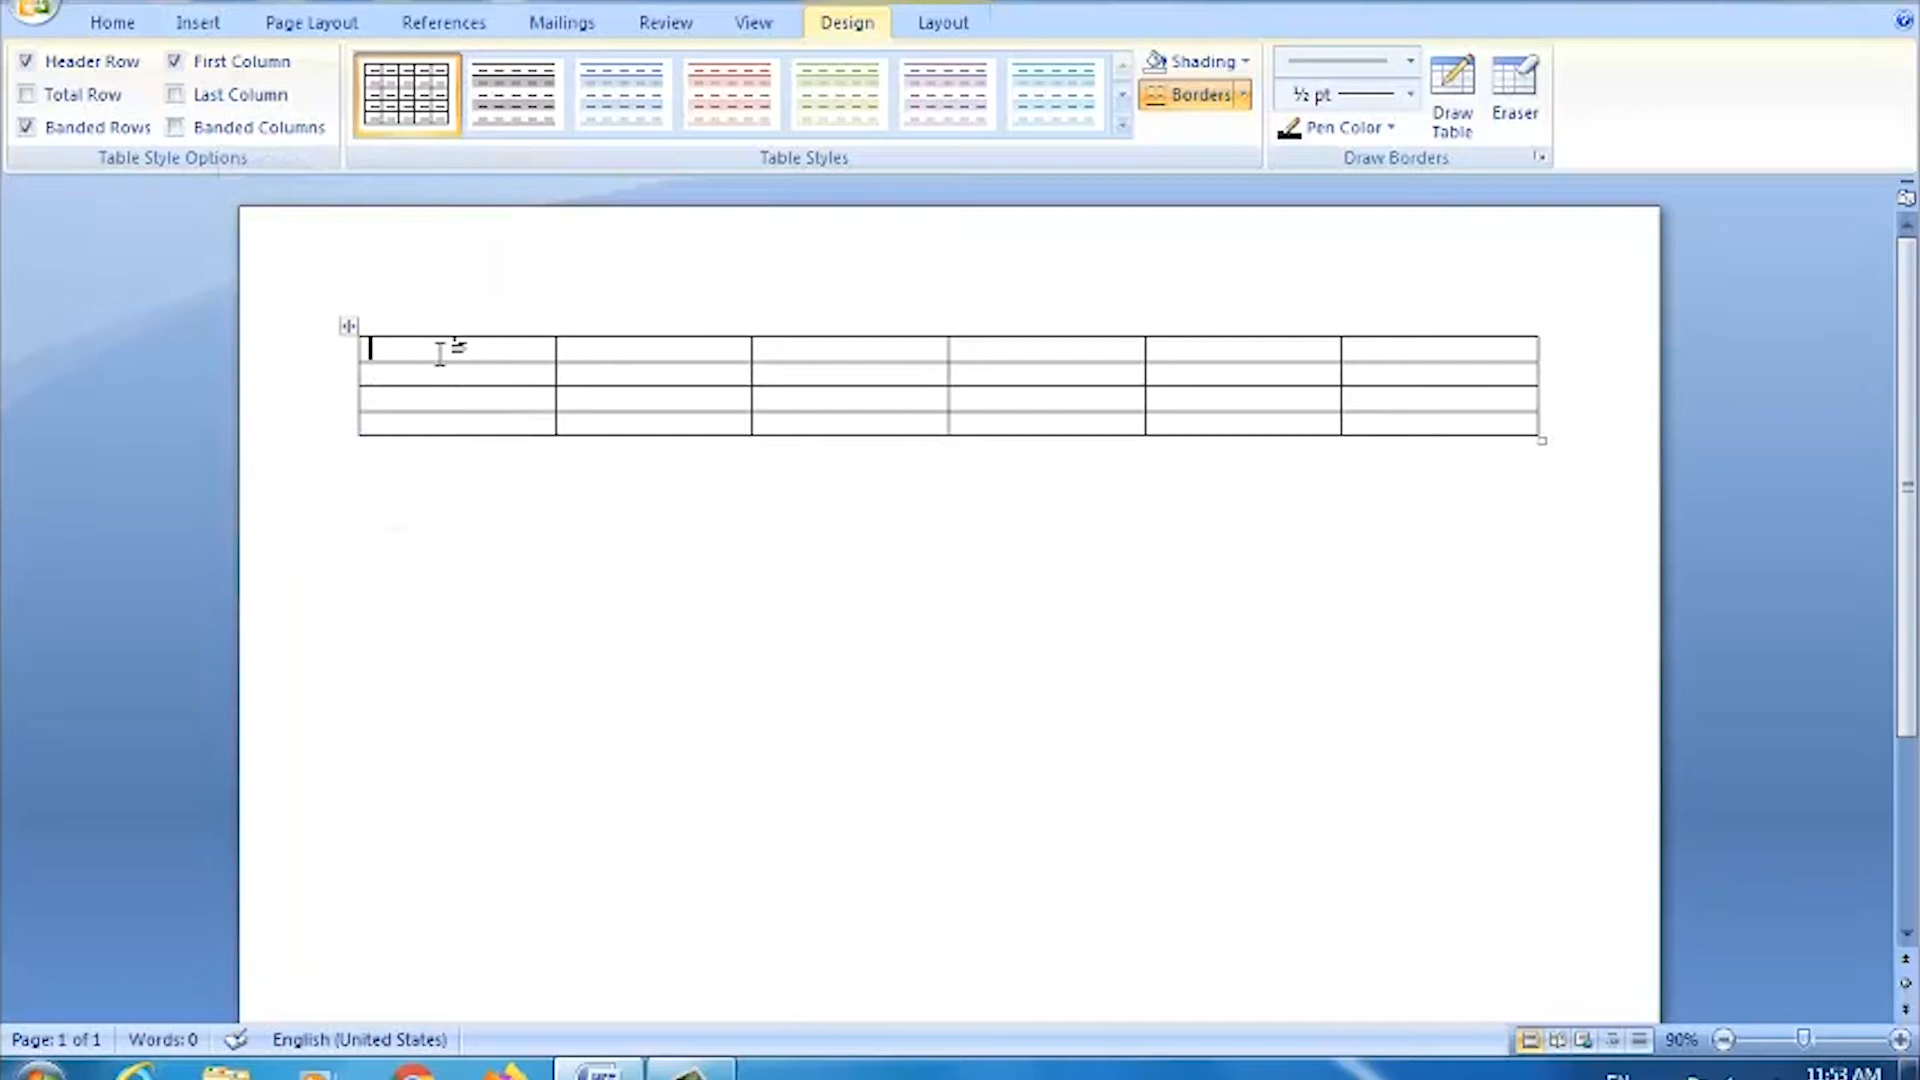 Home Insert Page Layout References Mailings Review View Design Layout
Header Row First Column
Total Row Last Column
Banded Rows Banded Columns
Table Style Options
Table Styles
Shading
Borders
½ pt
Pen Color
Draw Table
Eraser
Draw Borders
Page: 1 of 1 Words: 0 English (United States) 90%
11:53 AM